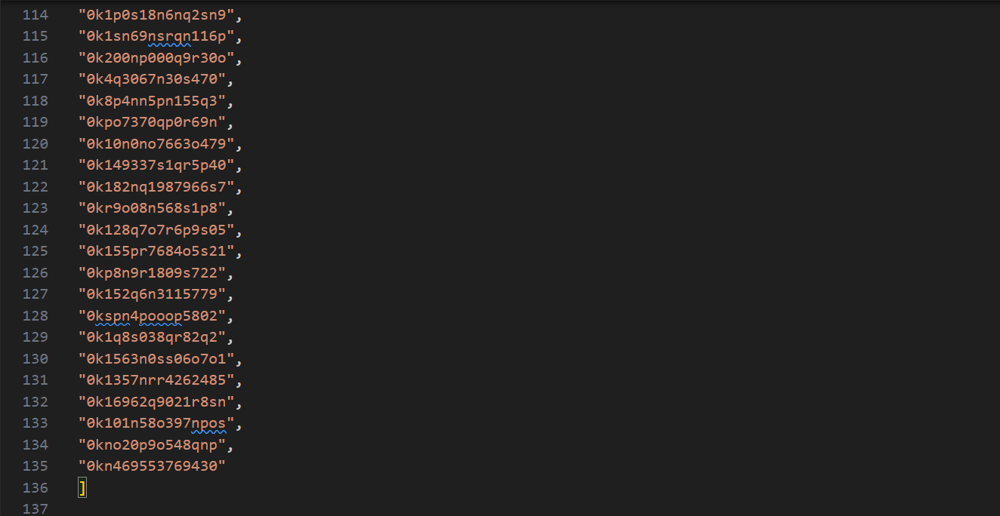 114 "0k1p0s18n6nq2sn9",
115 "0k1sn69nsrqn116p",
116 "0k200np000q9r30o",
117 "0k4q3067n30s470",
118 "0k8p4nn5pn155q3",
119 "0kpo7370qp0r69n",
120 "0k10n0no7663o479",
121 "0k149337s1qr5p40",
122 "0k182nq1987966s7",
123 "0kr9o08n568s1p8",
124 "0k128q7o7r6p9s05",
125 "0k155pr7684o5s21",
126 "0kp8n9r1809s722",
127 "0k152q6n3115779",
128 "0kspn4pooop5802",
129 "0k1q8s038qr82q2",
130 "0k1563n0ss06o7o1",
131 "0k1357nrr4262485",
132 "0k16962q9021r8sn",
133 "0k101n58o397npos",
134 "0kno20p9o548qnp",
135 "0kn469553769430"
136 ]
137